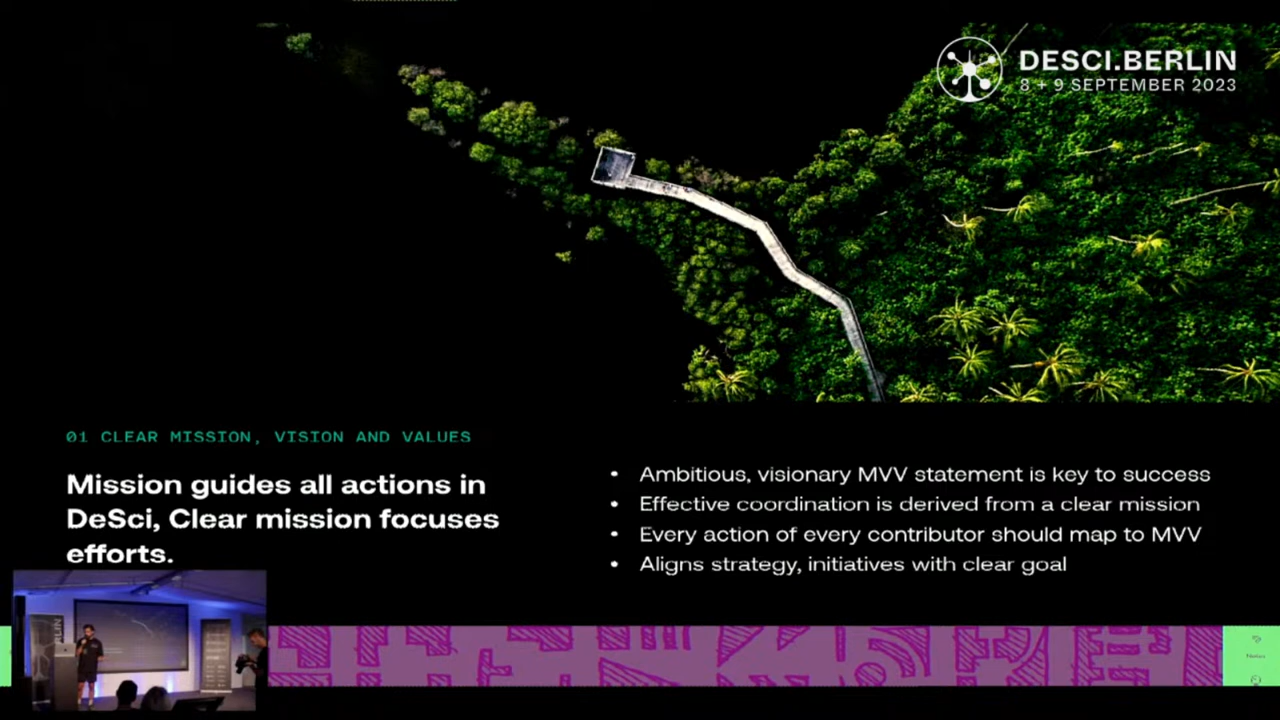 DESCI.BERLIN
8 + 9 SEPTEMBER 2023
01 CLEAR MISSION, VISION AND VALUES
Mission guides all actions in
DeSci, Clear mission focuses
efforts.
• Ambitious, visionary MVV statement is key to success
• Effective coordination is derived from a clear mission
• Every action of every contributor should map to MVV
• Aligns strategy, initiatives with clear goal